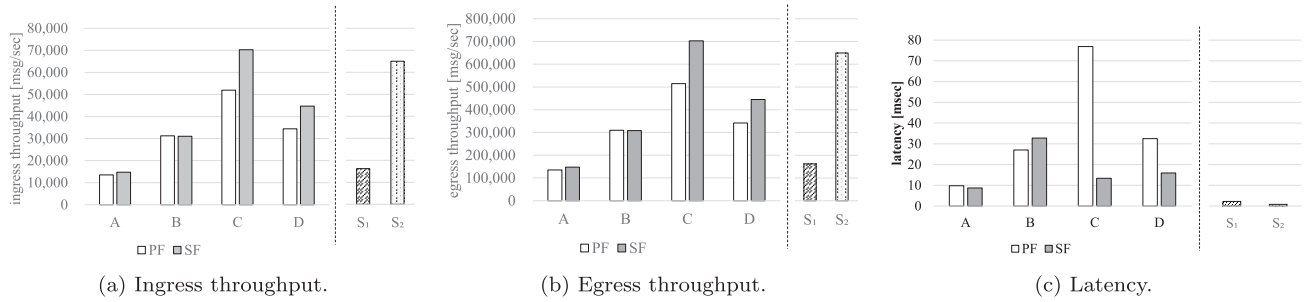 ingress throughput [msg/sec]
80,000
70,000
60,000
50,000
40,000
30,000
20,000
10,000
0
A B C D S1 S2
PF SF
(a) Ingress throughput.
egress throughput [msg/sec]
800,000
700,000
600,000
500,000
400,000
300,000
200,000
100,000
0
A B C D S1 S2
PF SF
(b) Egress throughput.
latency [msec]
80
70
60
50
40
30
20
10
0
A B C D S1 S2
PF SF
(c) Latency.